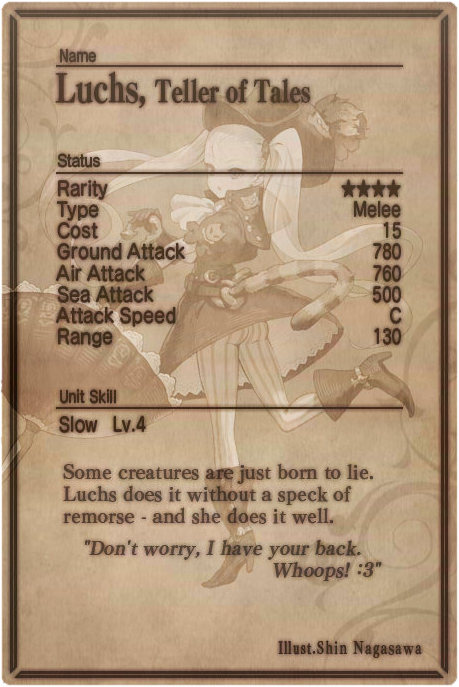 Name
Luchs, Teller of Tales
Status
Rarity ★★★★
Type Melee
Cost 15
Ground Attack 780
Air Attack 760
Sea Attack 500
Attack Speed C
Range 130
Unit Skill
Slow Lv.4
Some creatures are just born to lie.
Luchs does it without a speck of
remorse - and she does it well.
"Don't worry, I have your back.
Whoops! :3"
Illust.Shin Nagasawa